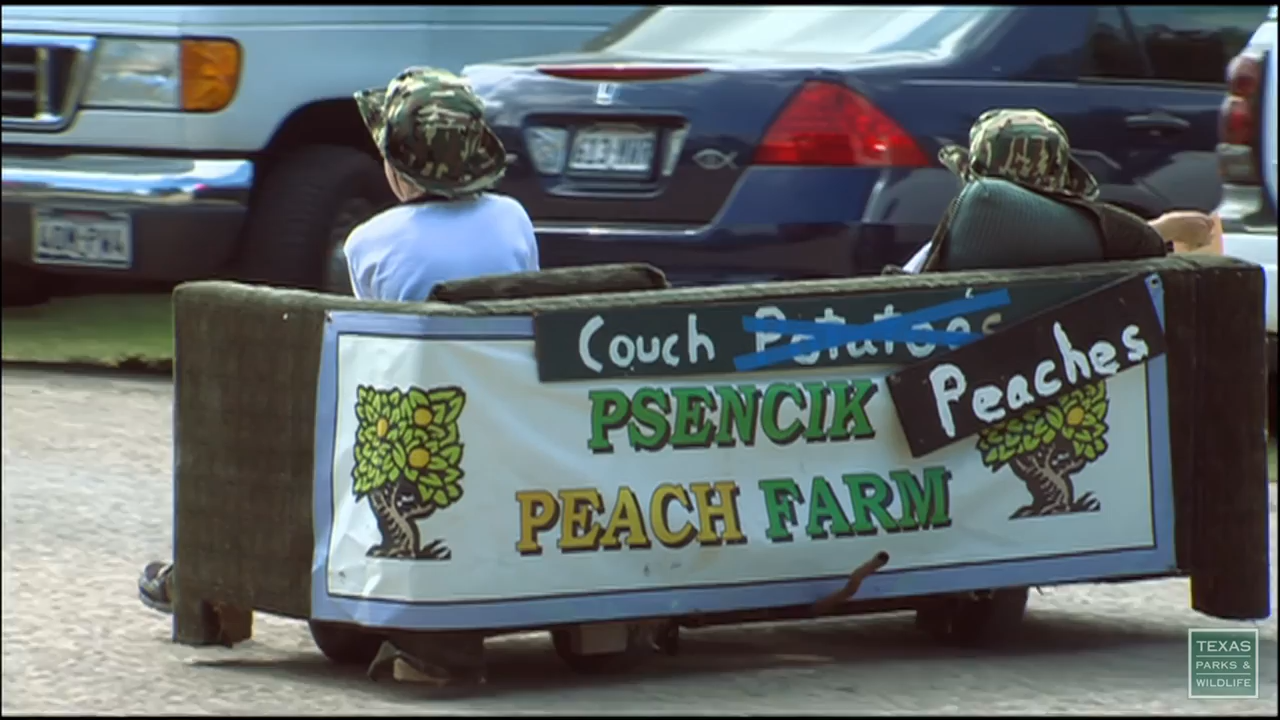 Couch Potatoes
Peaches
PSENCIK
PEACH FARM
TEXAS
PARKS &
WILDLIFE